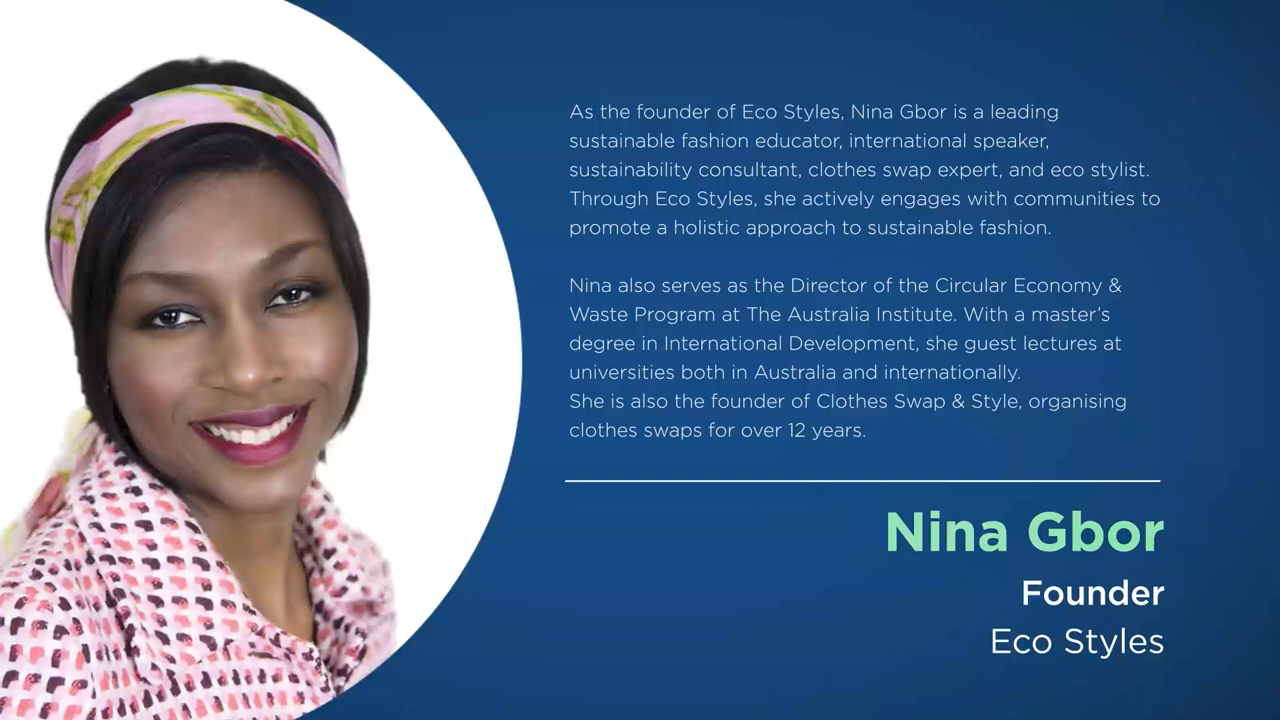 As the founder of Eco Styles, Nina Gbor is a leading
sustainable fashion educator, international speaker,
sustainability consultant, clothes swap expert, and eco stylist.
Through Eco Styles, she actively engages with communities to
promote a holistic approach to sustainable fashion.
Nina also serves as the Director of the Circular Economy &
Waste Program at The Australia Institute. With a master’s
degree in International Development, she guest lectures at
universities both in Australia and internationally.
She is also the founder of Clothes Swap & Style, organising
clothes swaps for over 12 years.
Nina Gbor
Founder
Eco Styles